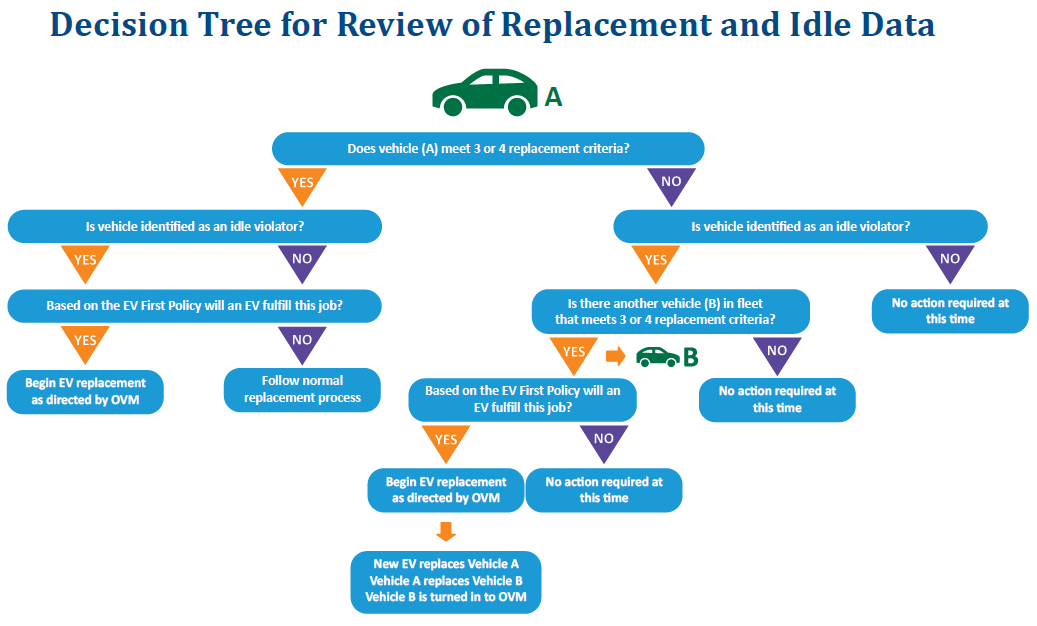 Decision Tree for Review of Replacement and Idle Data
A
Does vehicle (A) meet 3 or 4 replacement criteria?
YES
NO
Is vehicle identified as an idle violator?
Is vehicle identified as an idle violator?
YES
NO
YES
NO
Based on the EV First Policy will an EV fulfill this job?
Is there another vehicle (B) in fleet
that meets 3 or 4 replacement criteria?
No action required at
this time
YES
NO
YES
B
NO
Begin EV replacement
as directed by OVM
Follow normal
replacement process
Based on the EV First Policy will an
EV fulfill this job?
No action required at
this time
YES
NO
Begin EV replacement
as directed by OVM
No action required at
this time
New EV replaces Vehicle A
Vehicle A replaces Vehicle B
Vehicle B is turned in to OVM